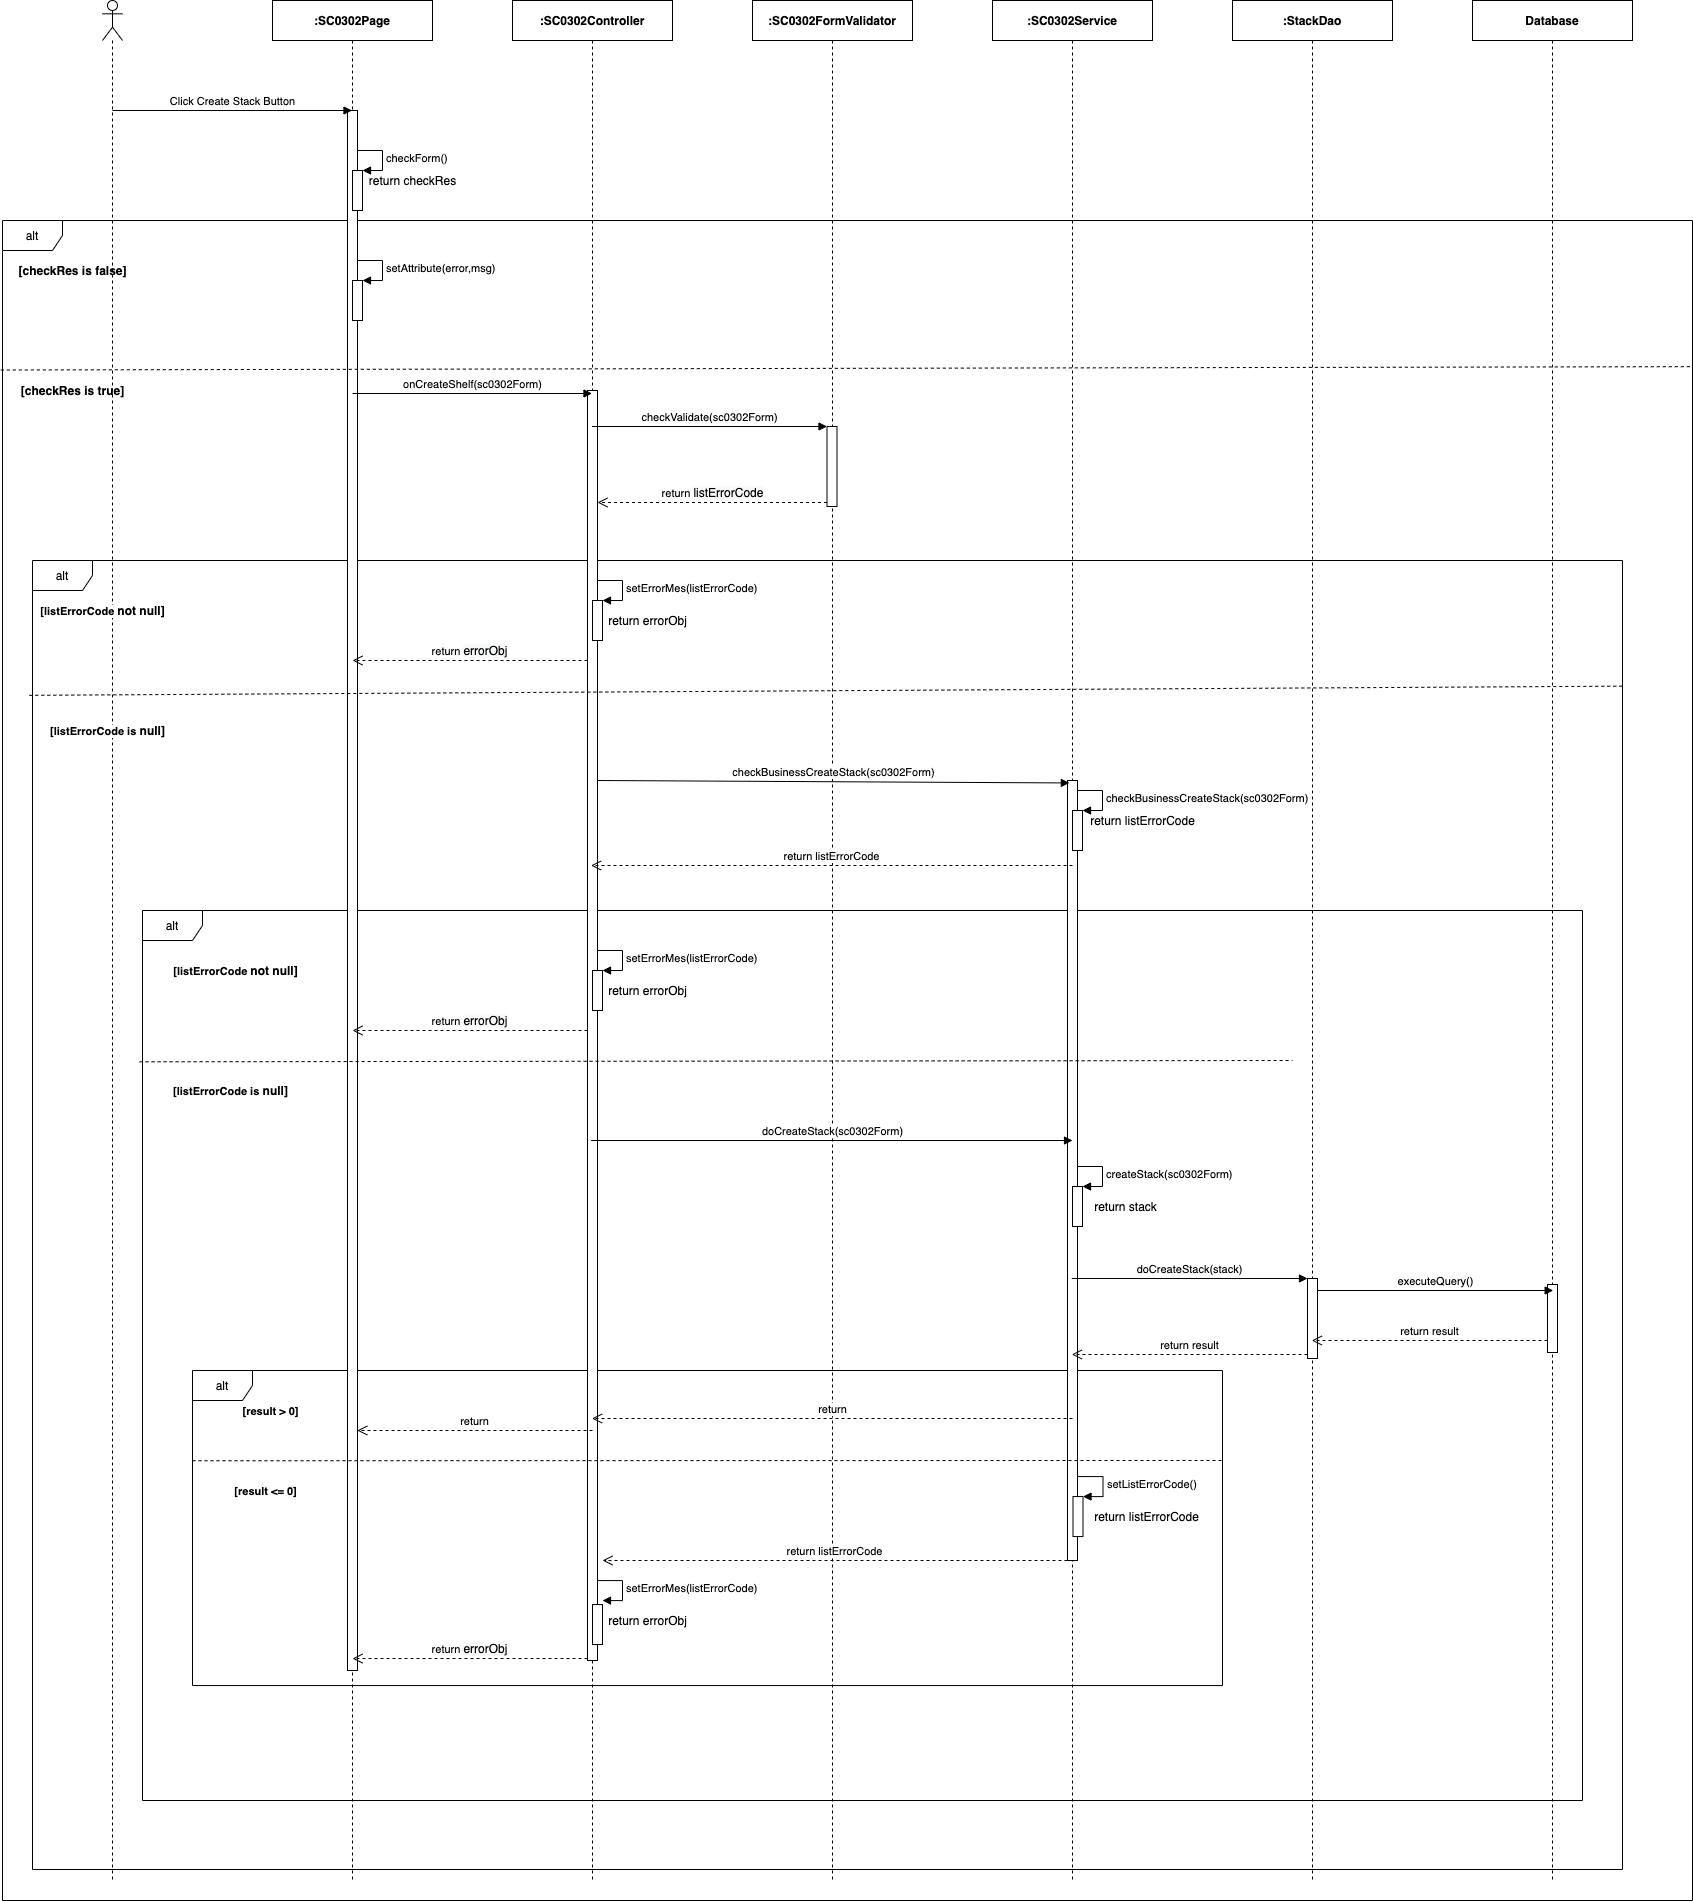 :SC0302Page
:SC0302Controller
:SC0302FormValidator
:SC0302Service
:StackDao
Database
Click Create Stack Button
checkForm()
return checkRes
alt
[checkRes is false]
setAttribute(error,msg)
[checkRes is true]
onCreateShelf(sc0302Form)
checkValidate(sc0302Form)
return listErrorCode
alt
[listErrorCode not null]
setErrorMes(listErrorCode)
return errorObj
return errorObj
[listErrorCode is null]
checkBusinessCreateStack(sc0302Form)
checkBusinessCreateStack(sc0302Form)
return listErrorCode
return listErrorCode
alt
[listErrorCode not null]
setErrorMes(listErrorCode)
return errorObj
return errorObj
[listErrorCode is null]
doCreateStack(sc0302Form)
createStack(sc0302Form)
return stack
doCreateStack(stack)
executeQuery()
return result
return result
alt
[result > 0]
return
return
[result <= 0]
setListErrorCode()
return listErrorCode
return listErrorCode
setErrorMes(listErrorCode)
return errorObj
return errorObj